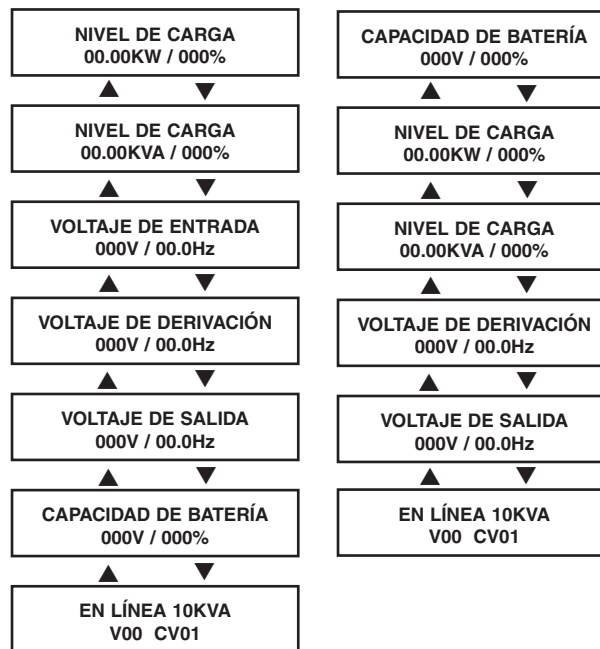 NIVEL DE CARGA
00.00KW / 000%
NIVEL DE CARGA
00.00KVA / 000%
VOLTAJE DE ENTRADA
000V / 00.0Hz
VOLTAJE DE DERIVACIÓN
000V / 00.0Hz
VOLTAJE DE SALIDA
000V / 00.0Hz
CAPACIDAD DE BATERÍA
000V / 000%
EN LÍNEA 10KVA
V00 CV01
CAPACIDAD DE BATERÍA
000V / 000%
NIVEL DE CARGA
00.00KW / 000%
NIVEL DE CARGA
00.00KVA / 000%
VOLTAJE DE DERIVACIÓN
000V / 00.0Hz
VOLTAJE DE SALIDA
000V / 00.0Hz
EN LÍNEA 10KVA
V00 CV01